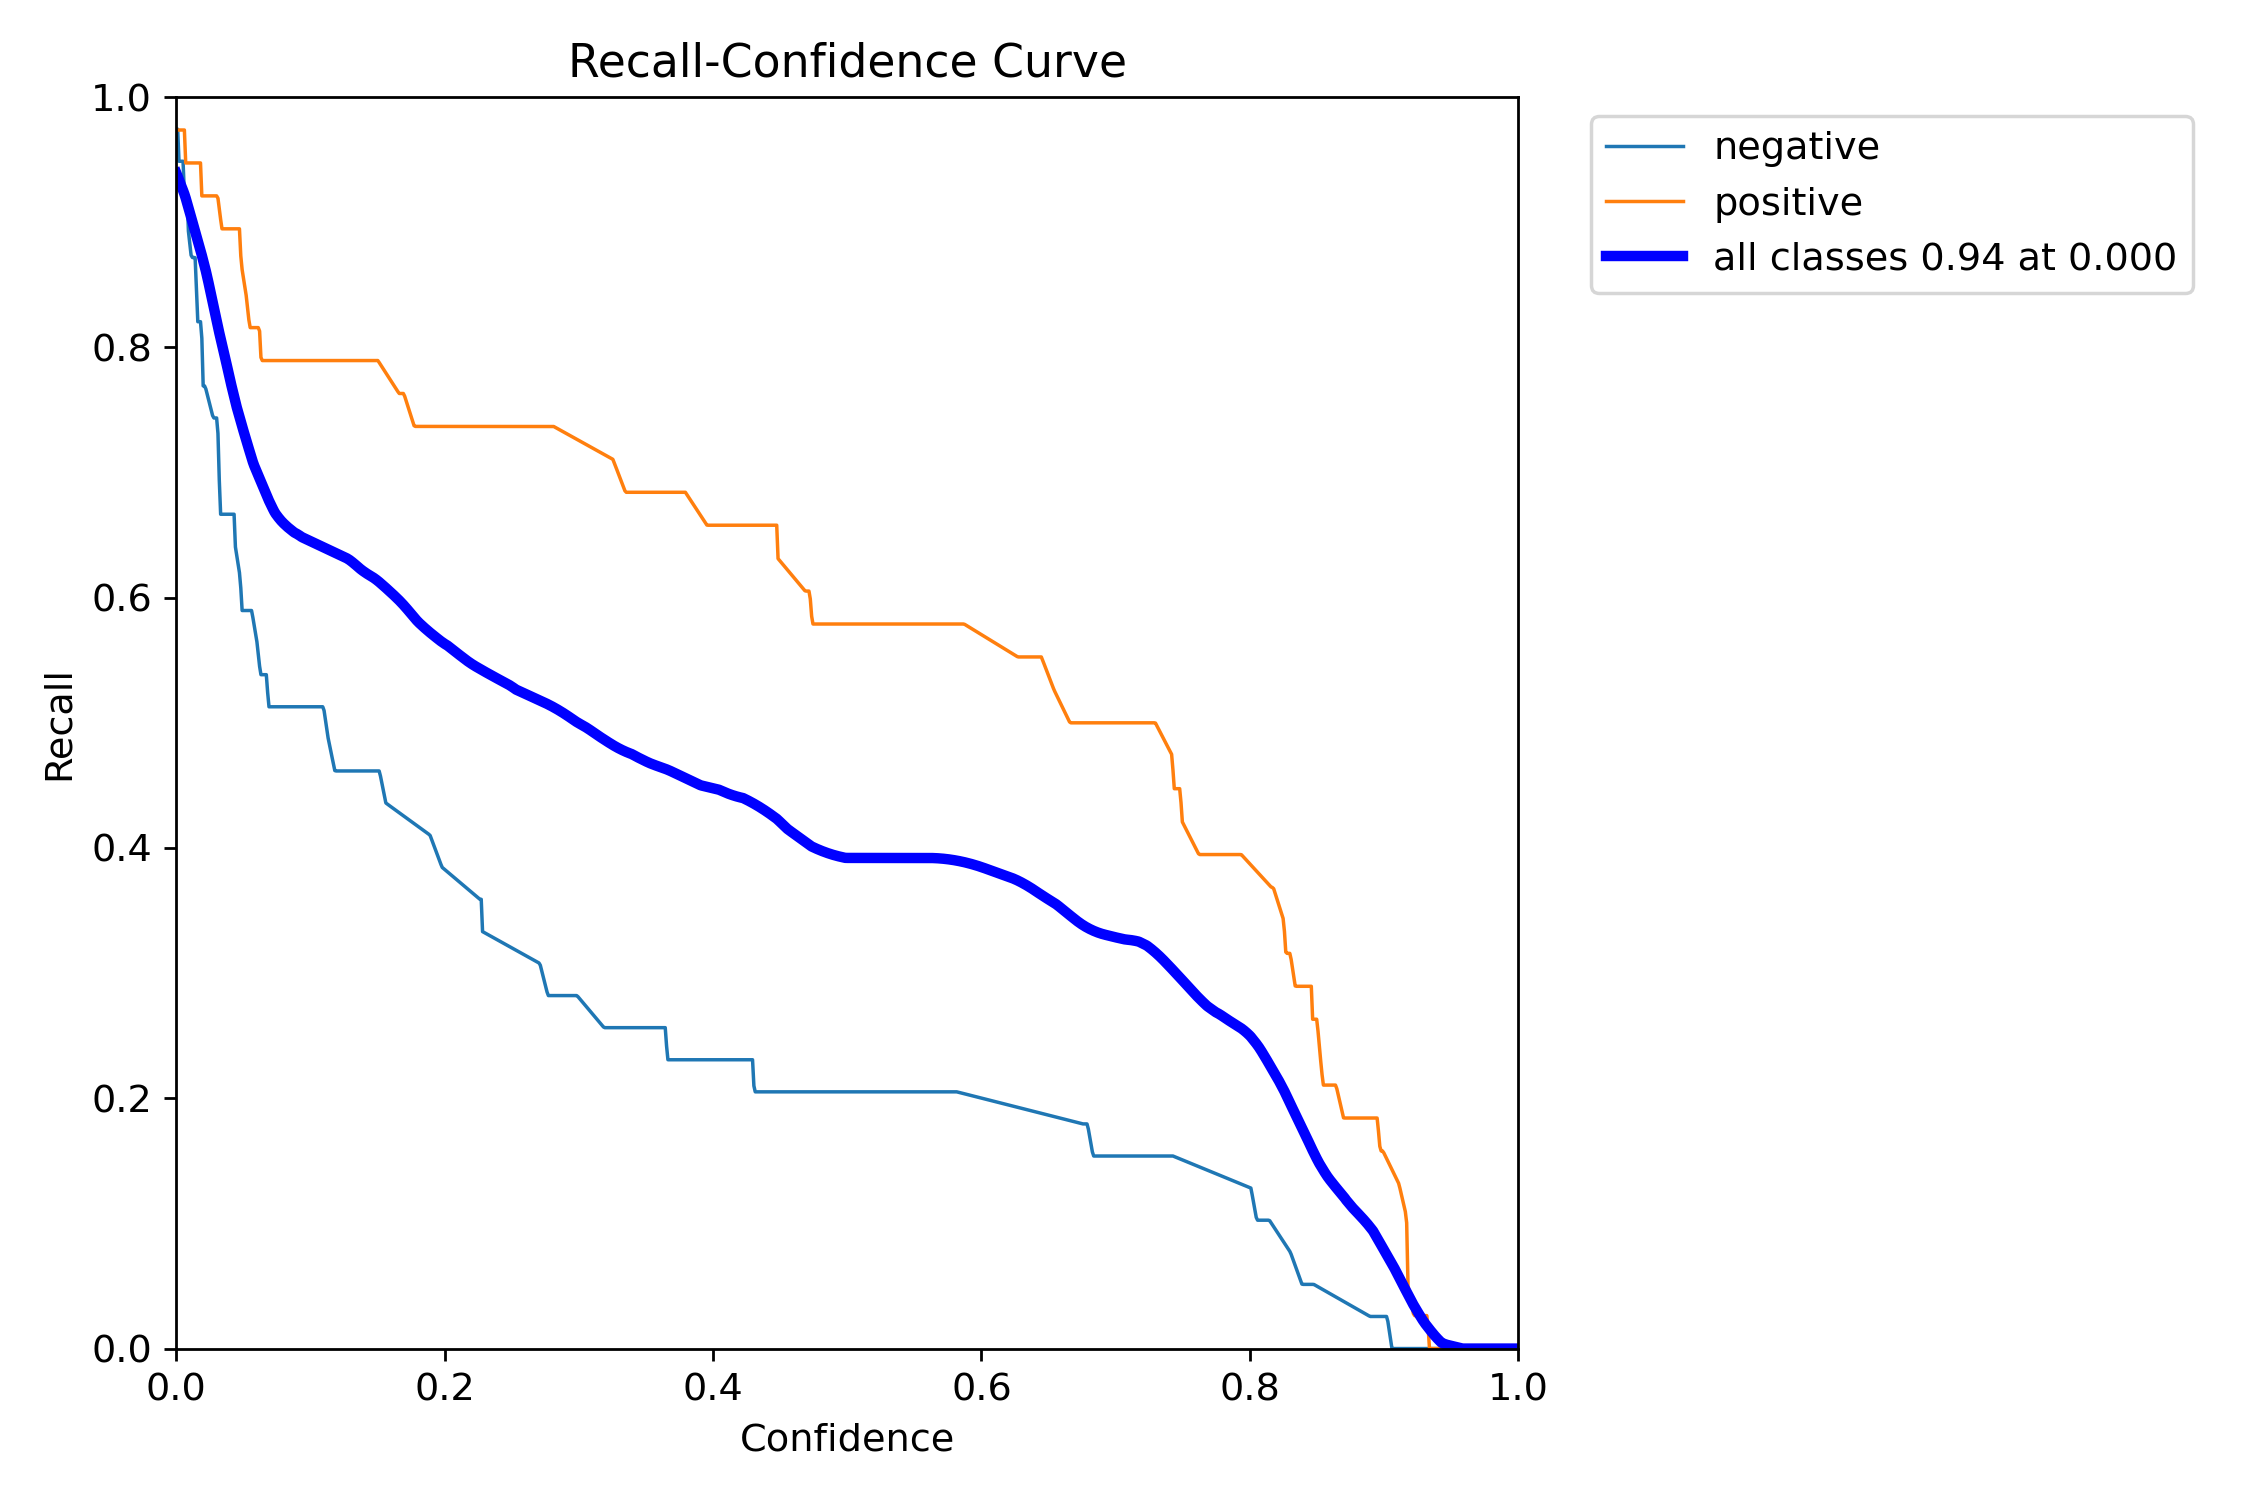 Recall-Confidence Curve
1.0
0.8
0.6
0.4
0.2
0.0
Recall
0.0 0.2 0.4 0.6 0.8 1.0
Confidence
negative
positive
all classes 0.94 at 0.000